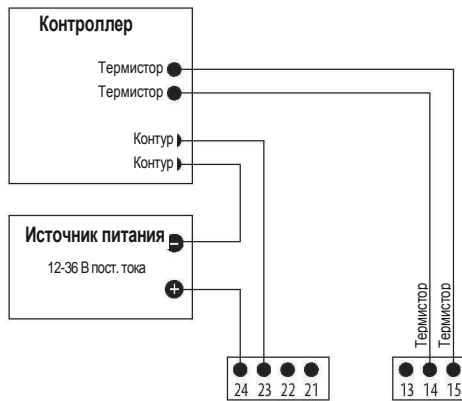 Контроллер
Термистор
Термистор
Контур
Контур
Источник питания
12-36 В пост. тока
Термистор
Термистор
24 23 22 21
13 14 15